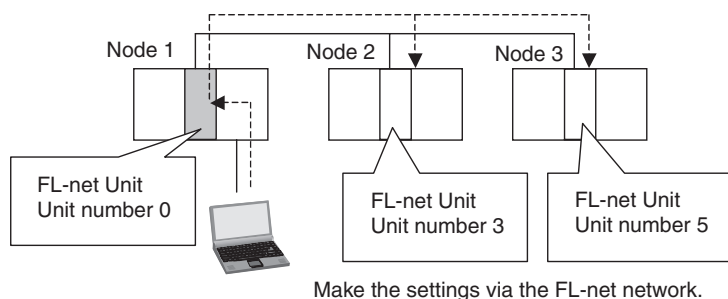 Node 1
Node 2
Node 3
FL-net Unit
Unit number 0
FL-net Unit
Unit number 3
FL-net Unit
Unit number 5
Make the settings via the FL-net network.